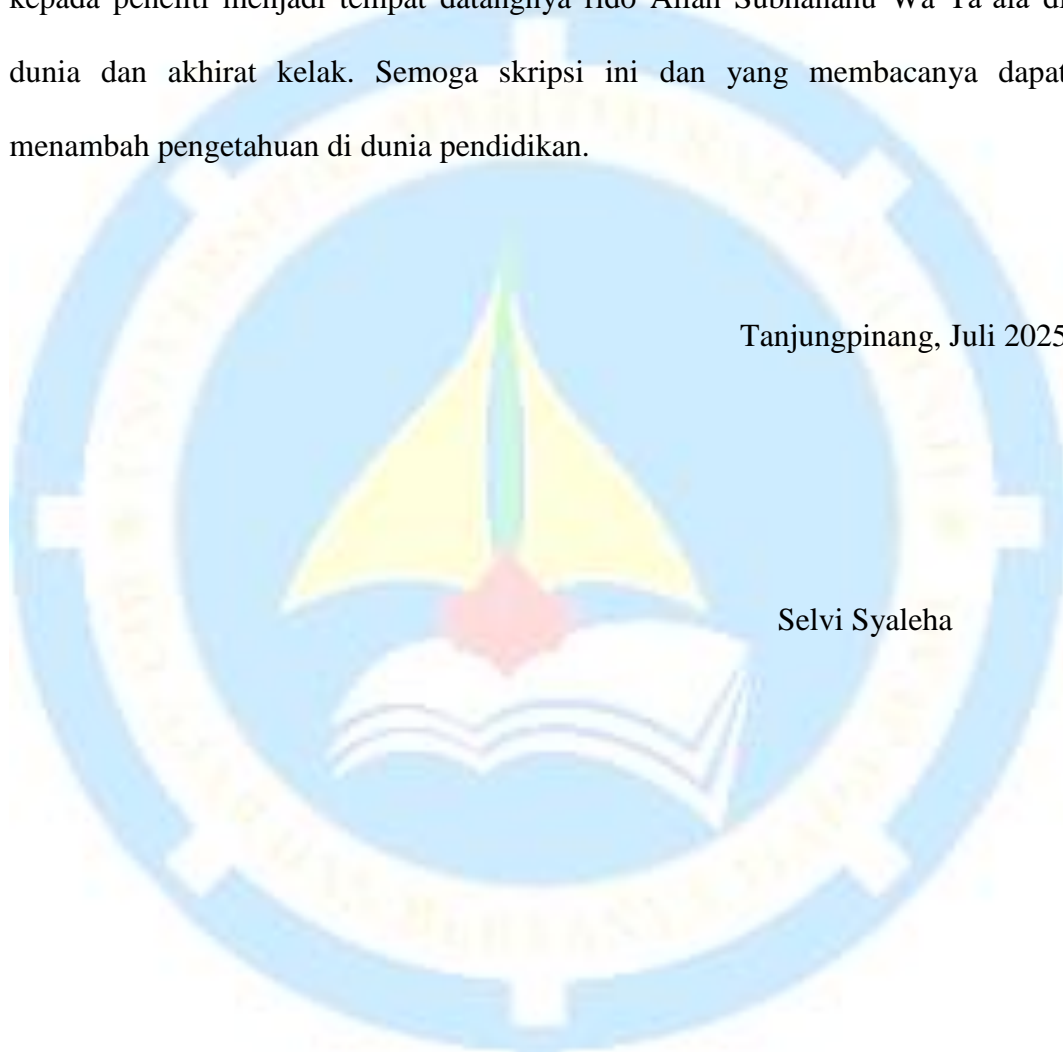 kepada peneliti menjadi tempat datangnya rido Allah Subhanahu Wa Ta'ala di
dunia dan akhirat kelak. Semoga skripsi ini dan yang membacanya dapat
menambah pengetahuan di dunia pendidikan.
Tanjungpinang, Juli 2025
Selvi Syaleha